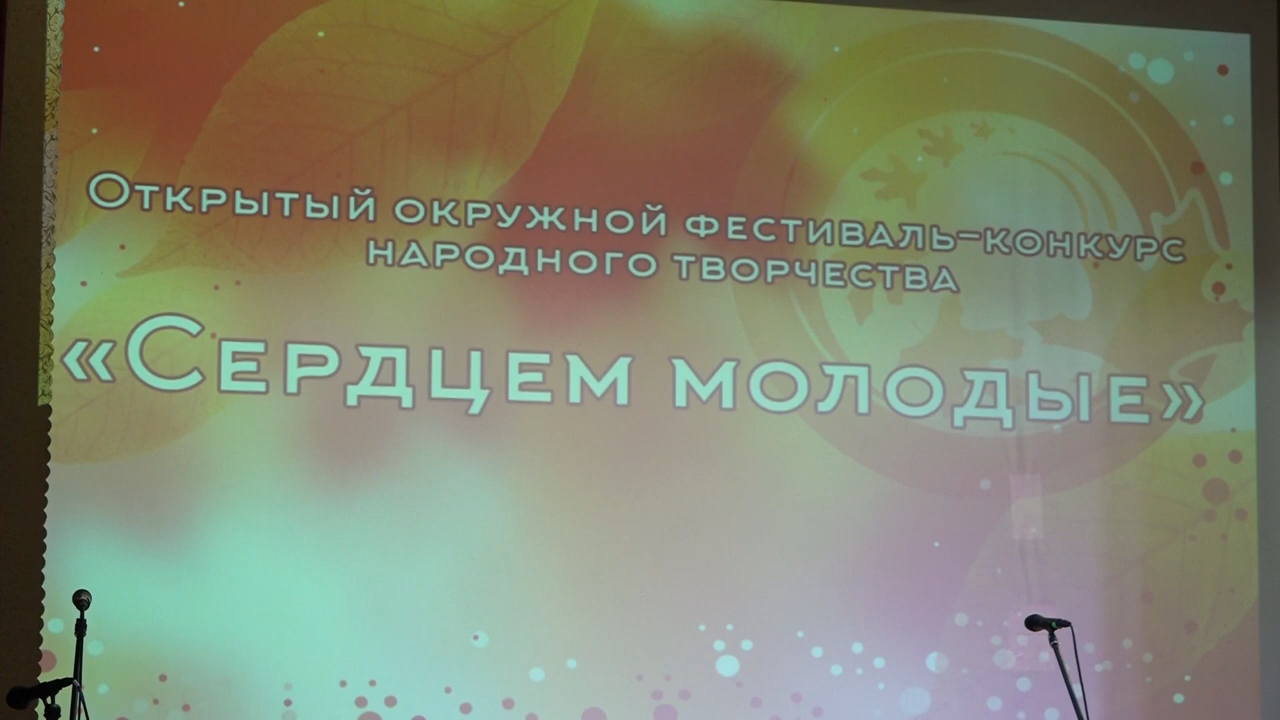 Открытый окружной фестиваль-конкурс
народного творчества
«Сердцем молодые»